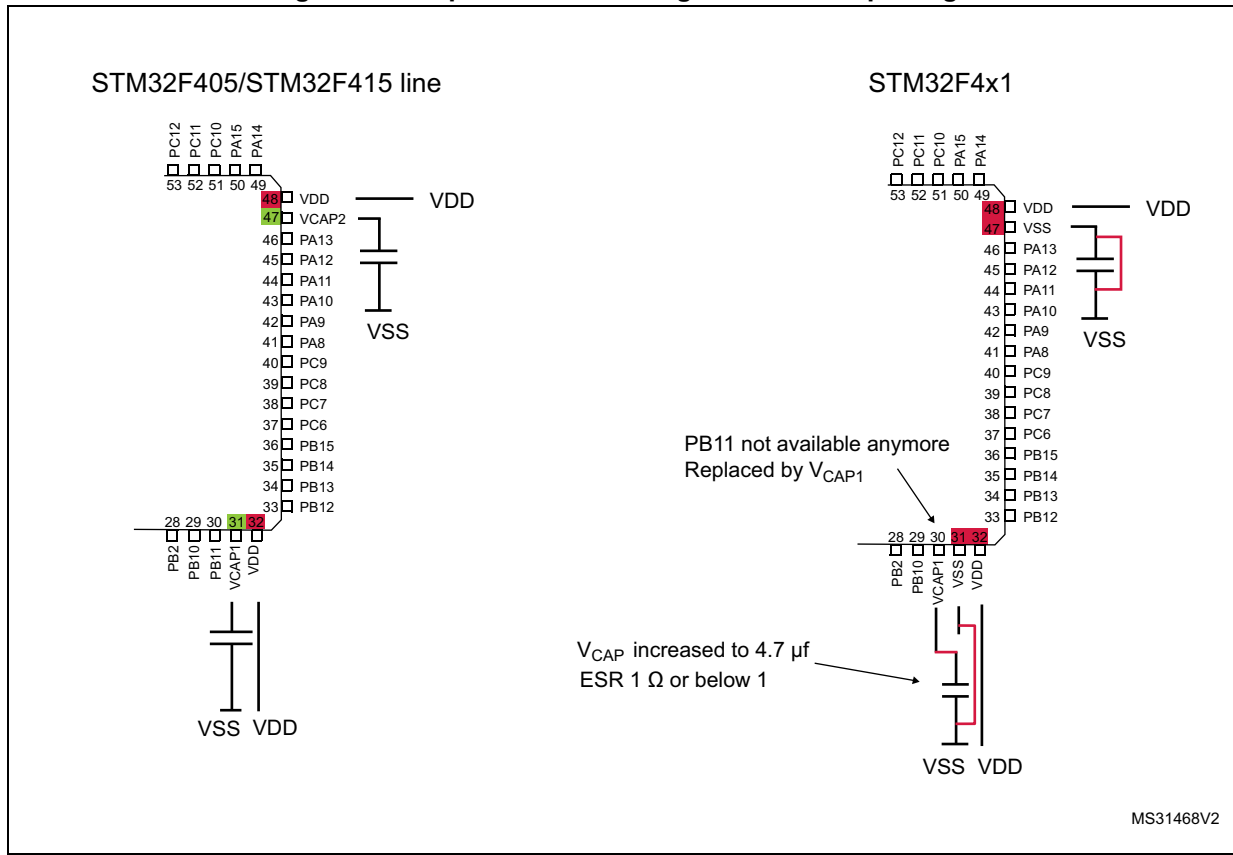 STM32F405/STM32F415 line
PC12
PC11
PC10
PA15
PA14
53 52 51 50 49
48 VDD
VDD
47 VCAP2
46 PA13
45 PA12
44 PA11
43 PA10
42 PA9
VSS
41 PA8
40 PC9
39 PC8
38 PC7
37 PC6
36 PB15
35 PB14
34 PB13
33 PB12
28 29 30 31 32
PB2
PB10
PB11
VCAP1
VDD
VSS VDD
STM32F4x1
PC12
PC11
PC10
PA15
PA14
53 52 51 50 49
48 VDD
VDD
47 VSS
46 PA13
45 PA12
44 PA11
43 PA10
42 PA9
VSS
41 PA8
40 PC9
39 PC8
38 PC7
37 PC6
36 PB15
35 PB14
34 PB13
33 PB12
PB11 not available anymore
Replaced by VCAP1
28 29 30 31 32
PB2
PB10
VCAP1
VSS
VDD
VCAP increased to 4.7 µf
ESR 1 Ω or below 1
VSS VDD
MS31468V2